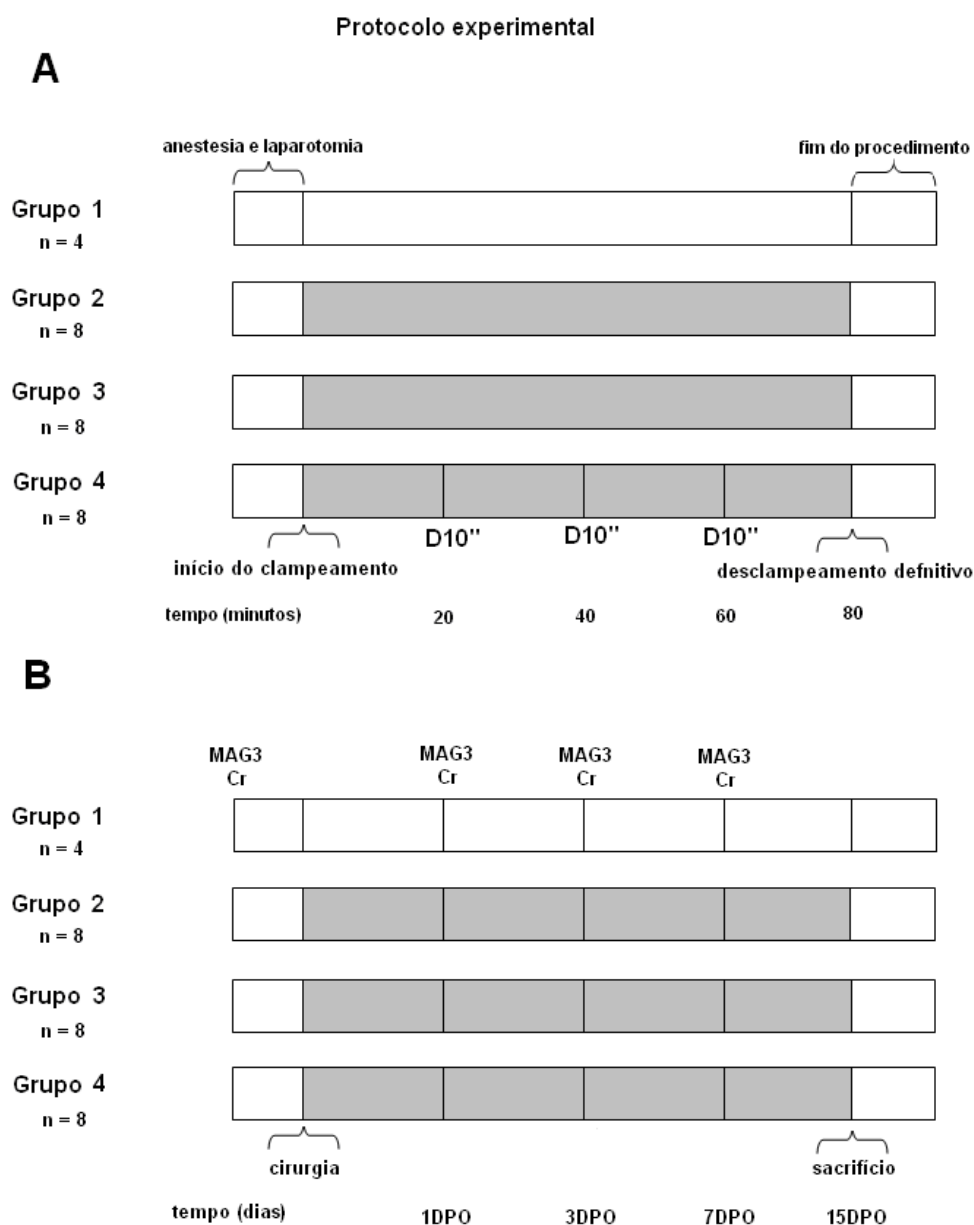 Protocolo experimental
A
anestesia e laparotomia
fim do procedimento
Grupo 1
n = 4
Grupo 2
n = 8
Grupo 3
n = 8
Grupo 4
n = 8
D10" D10" D10"
início do clampeamento
desclampeamento defnitivo
tempo (minutos) 20 40 60 80
B
MAG3 MAG3 MAG3 MAG3
Cr Cr Cr Cr
Grupo 1
n = 4
Grupo 2
n = 8
Grupo 3
n = 8
Grupo 4
n = 8
cirurgia sacrifício
tempo (dias) 1DPO 3DPO 7DPO 15DPO